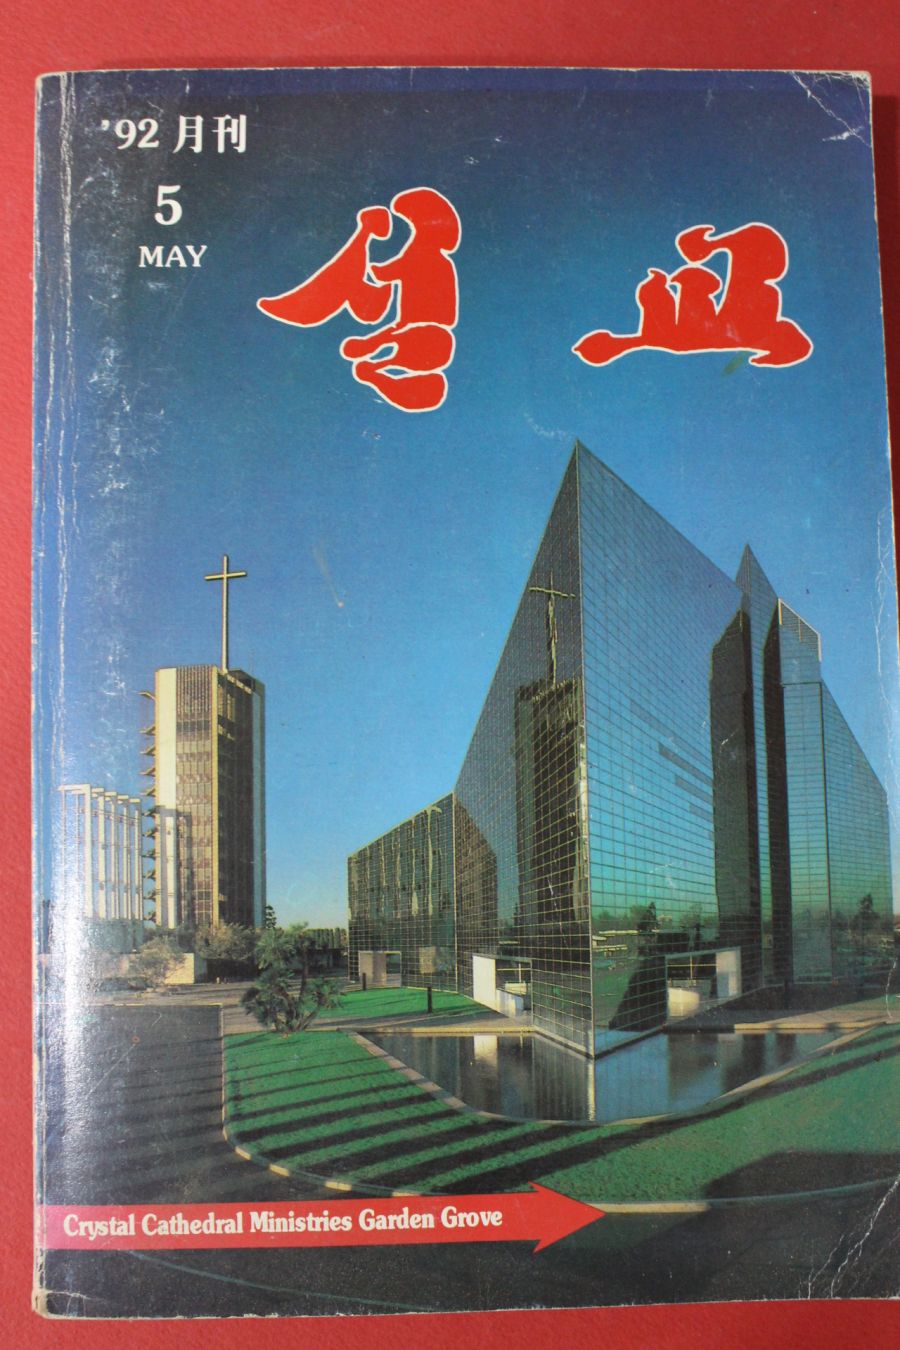 ’92 月刊
5
MAY
설교
Crystal Cathedral Ministries Garden Grove